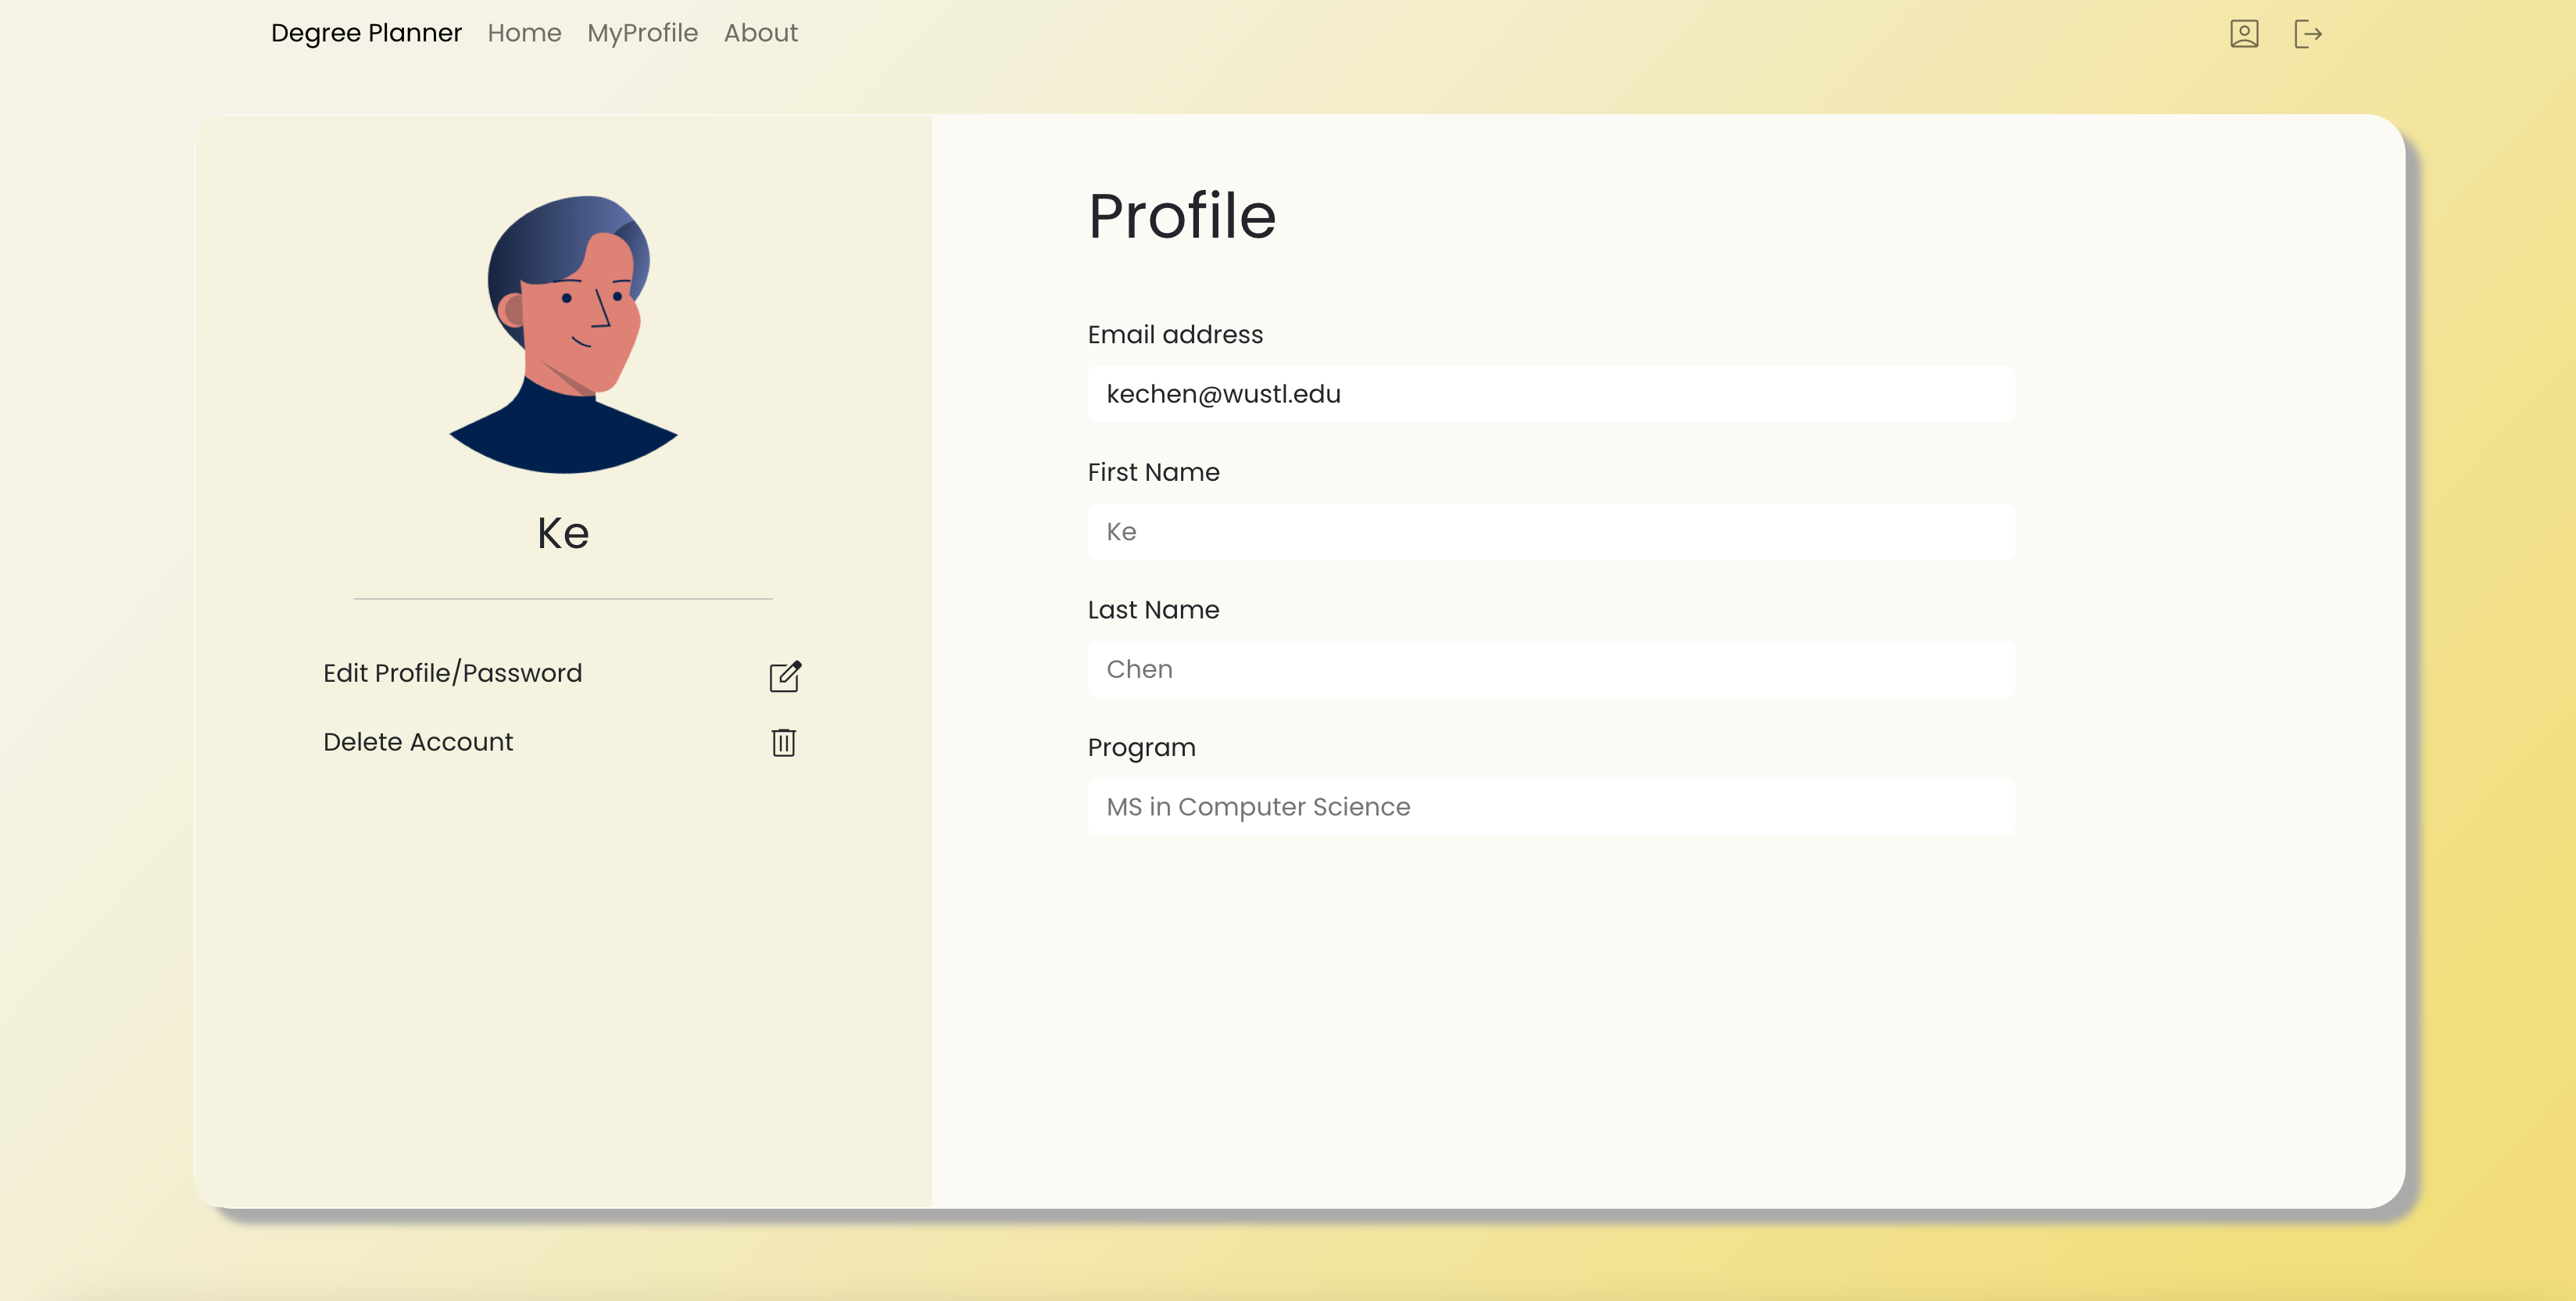 Degree Planner Home MyProfile About
Ke
Edit Profile/Password
Delete Account
Profile
Email address
kechen@wustl.edu
First Name
Ke
Last Name
Chen
Program
MS in Computer Science